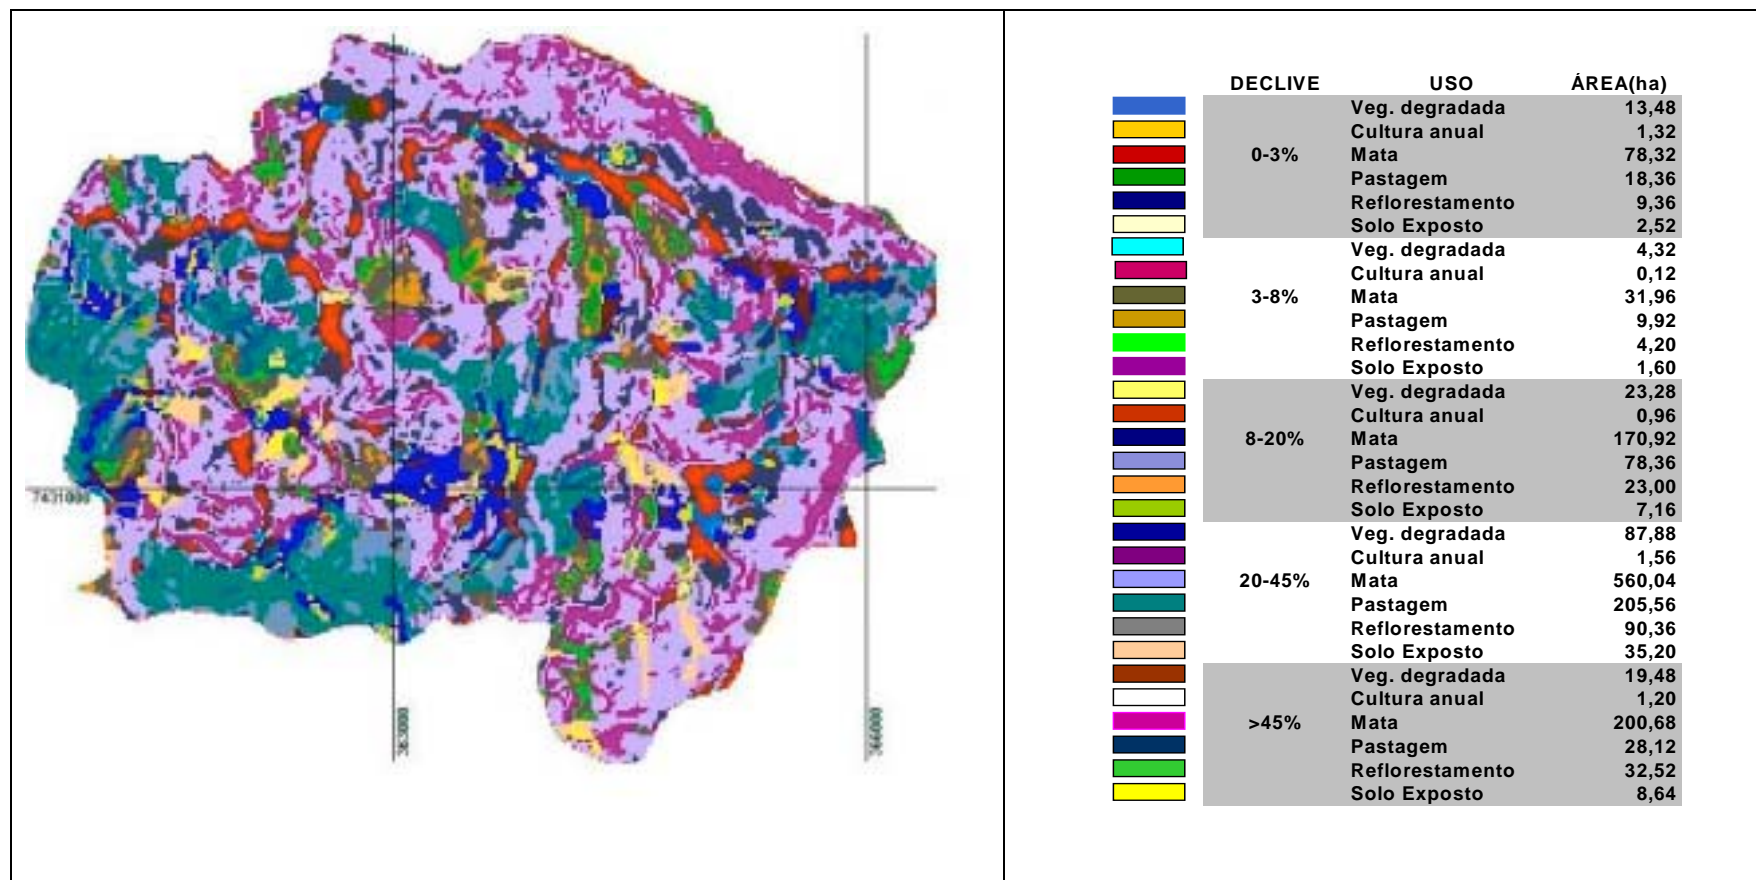 DECLIVE USO ÁREA(ha)
Veg. degradada 13,48
Cultura anual 1,32
0-3% Mata 78,32
Pastagem 18,36
Reflorestamento 9,36
Solo Exposto 2,52
Veg. degradada 4,32
Cultura anual 0,12
3-8% Mata 31,96
Pastagem 9,92
Reflorestamento 4,20
Solo Exposto 1,60
Veg. degradada 23,28
Cultura anual 0,96
8-20% Mata 170,92
Pastagem 78,36
Reflorestamento 23,00
Solo Exposto 7,16
Veg. degradada 87,88
Cultura anual 1,56
20-45% Mata 560,04
Pastagem 205,56
Reflorestamento 90,36
Solo Exposto 35,20
Veg. degradada 19,48
Cultura anual 1,20
>45% Mata 200,68
Pastagem 28,12
Reflorestamento 32,52
Solo Exposto 8,64
7431000
363000
366000